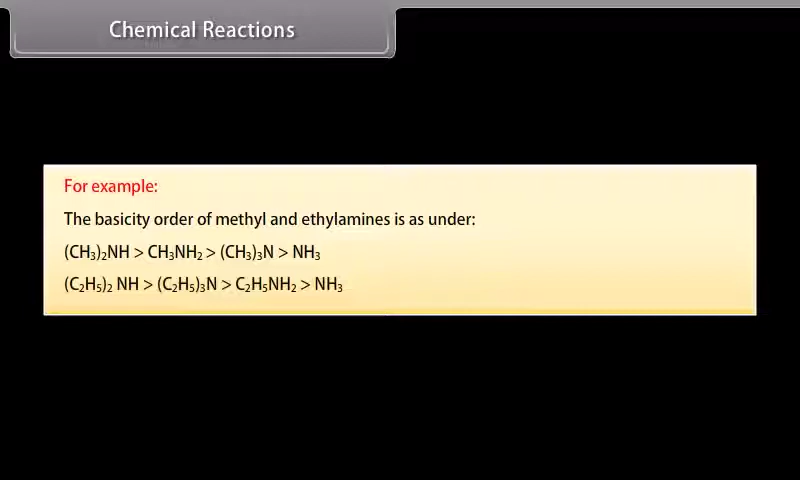 Chemical Reactions
For example:
The basicity order of methyl and ethylamines is as under:
(CH₃)₂NH > CH₃NH₂ > (CH₃)₃N > NH₃
(C₂H₅)₂ NH > (C₂H₅)₃N > C₂H₅NH₂ > NH₃